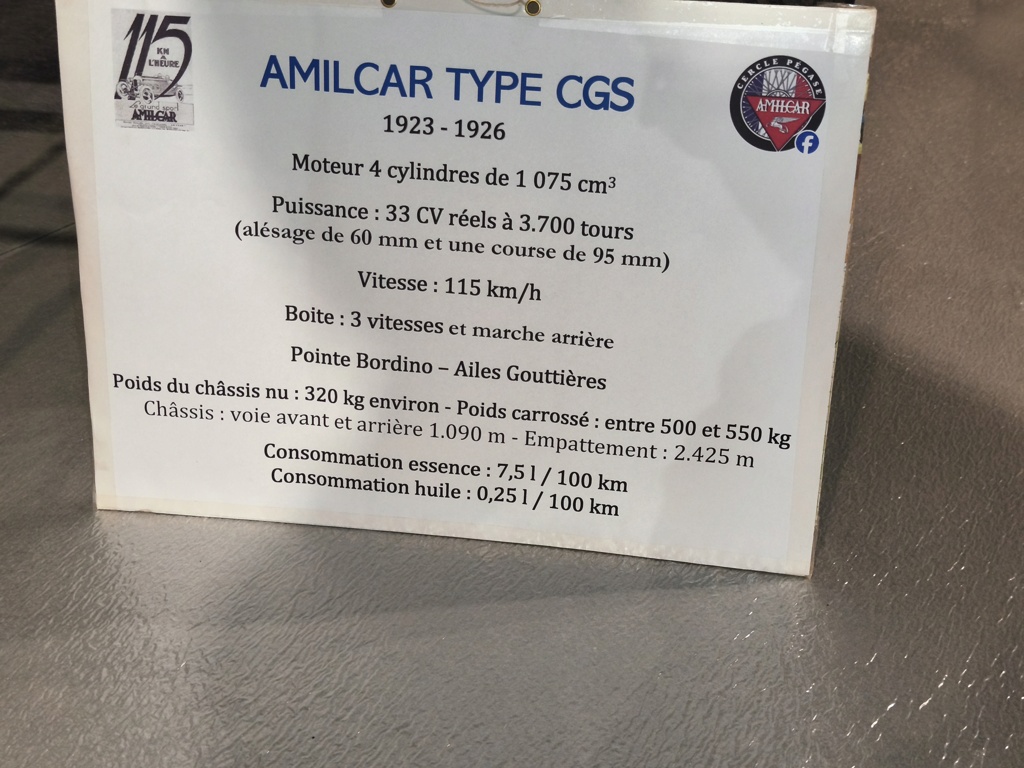 115
KM
À
L'HEURE
le grand sport
AMILCAR
AMILCAR TYPE CGS
CERCLE PÉGASE
AMILCAR
f
1923 - 1926
Moteur 4 cylindres de 1 075 cm³
Puissance : 33 CV réels à 3.700 tours
(alésage de 60 mm et une course de 95 mm)
Vitesse : 115 km/h
Boite : 3 vitesses et marche arrière
Pointe Bordino – Ailes Gouttières
Poids du châssis nu : 320 kg environ - Poids carrossé : entre 500 et 550 kg
Châssis : voie avant et arrière 1.090 m - Empattement : 2.425 m
Consommation essence : 7,5 l / 100 km
Consommation huile : 0,25 l / 100 km